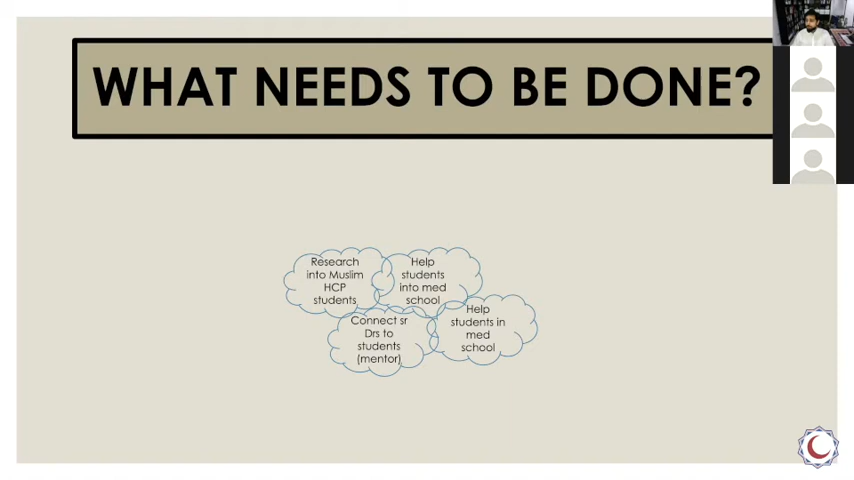 WHAT NEEDS TO BE DONE?
Research
into Muslim
HCP
students
Help
students
into med
school
Connect sr
Drs to
students
(mentor)
Help
students in
med
school